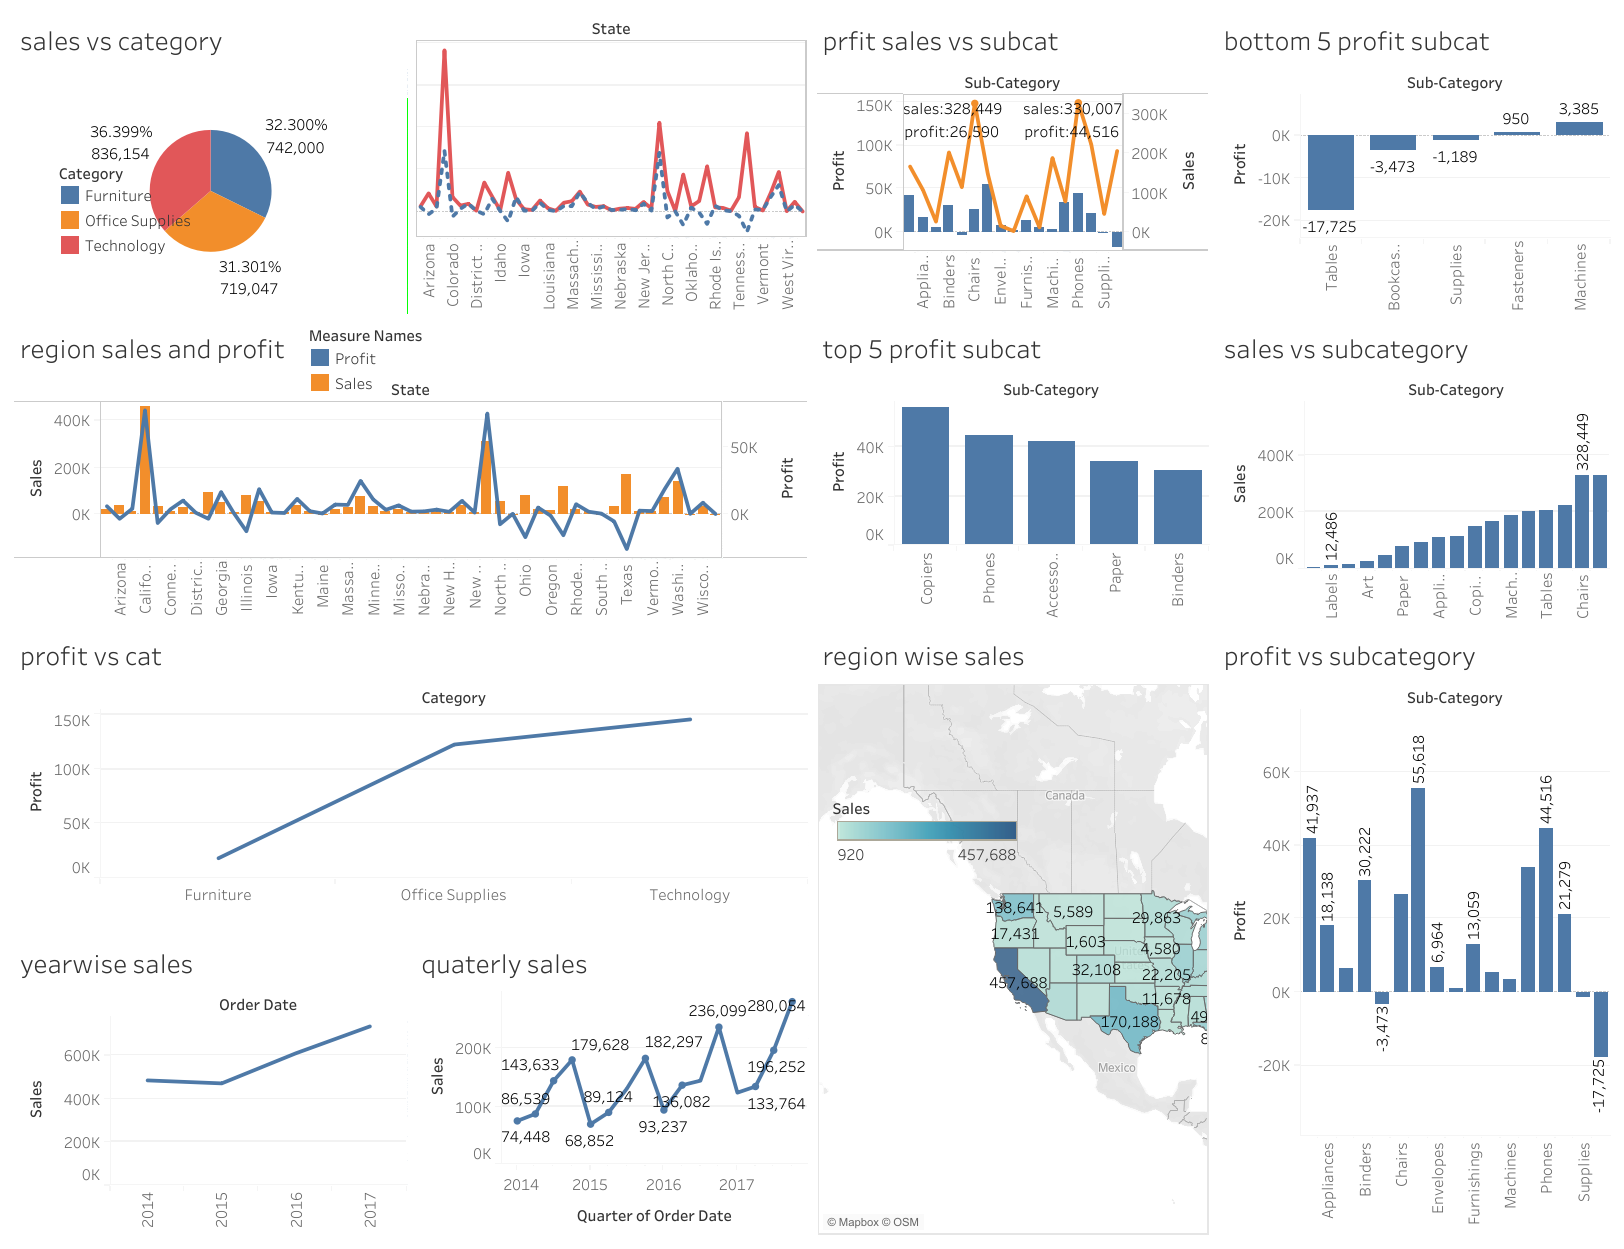 sales vs category
36.399%
836,154
32.300%
742,000
Category
Furniture
Office Supplies
Technology
31.301%
719,047
State
Arizona
Colorado
District ..
Idaho
Iowa
Louisiana
Massach..
Mississi..
Nebraska
New Jer..
North C..
Oklaho..
Rhode Is..
Tenness..
Vermont
West Vir..
prfit sales vs subcat
Sub-Category
Profit
150K
100K
50K
0K
sales:328,449
profit:26,590
sales:330,007
profit:44,516
300K
200K
100K
0K
Sales
Applia..
Binders
Chairs
Envel..
Furnis..
Machi..
Phones
Suppli..
bottom 5 profit subcat
Sub-Category
Profit
0K
-10K
-20K
-17,725
-3,473
-1,189
950
3,385
Tables
Bookcas..
Supplies
Fasteners
Machines
region sales and profit
Measure Names
Profit
Sales
State
Sales
400K
200K
0K
50K
0K
Profit
Arizona
Califo..
Conne..
Distric..
Georgia
Illinois
Iowa
Kentu..
Maine
Massa..
Minne..
Misso..
Nebra..
New H..
New ..
North ..
Ohio
Oregon
Rhode..
South ..
Texas
Vermo..
Washi..
Wisco..
top 5 profit subcat
Sub-Category
Profit
40K
20K
0K
Copiers
Phones
Accesso..
Paper
Binders
sales vs subcategory
Sub-Category
Sales
400K
200K
0K
12,486
328,449
Labels
Art
Paper
Appli..
Copi..
Mach..
Tables
Chairs
profit vs cat
Category
Profit
150K
100K
50K
0K
Furniture
Office Supplies
Technology
region wise sales
Canada
Sales
920
457,688
138,641
5,589
29,863
17,431
1,603
4,580
457,688
32,108
22,205
11,678
170,188
49
Mexico
© Mapbox © OSM
profit vs subcategory
Sub-Category
Profit
60K
40K
20K
0K
-20K
41,937
18,138
30,222
-3,473
55,618
6,964
13,059
44,516
21,279
-17,725
Appliances
Binders
Chairs
Envelopes
Furnishings
Machines
Phones
Supplies
yearwise sales
Order Date
Sales
600K
400K
200K
0K
2014
2015
2016
2017
quaterly sales
Sales
200K
100K
0K
74,448
86,539
143,633
179,628
68,852
89,124
182,297
93,237
136,082
236,099
133,764
196,252
280,054
2014
2015
2016
2017
Quarter of Order Date